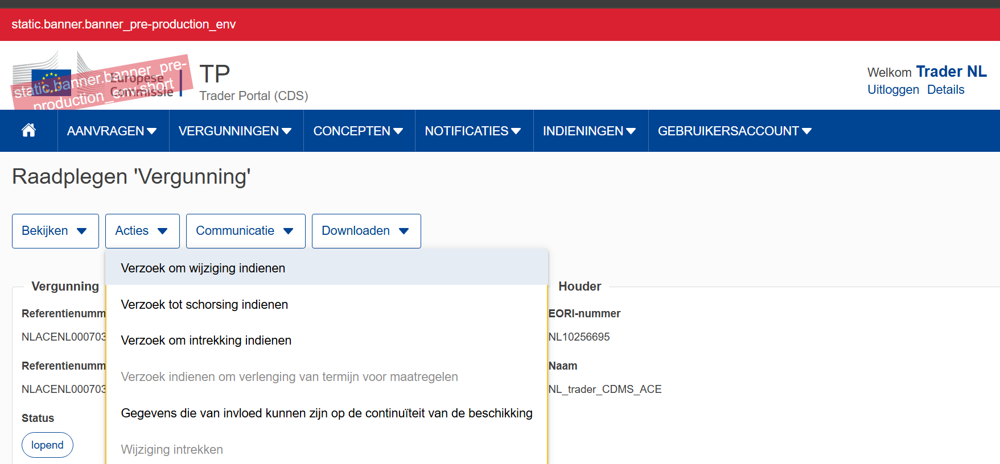 static.banner.banner_pre-production_env
static.banner.banner_pre-
production_env.short
Europese
Commissie
TP
Trader Portal (CDS)
Welkom Trader NL
Uitloggen Details
AANVRAGEN
VERGUNNINGEN
CONCEPTEN
NOTIFICATIES
INDIENINGEN
GEBRUIKERSACCOUNT
Raadplegen 'Vergunning'
Bekijken
Acties
Communicatie
Downloaden
Verzoek om wijziging indienen
Verzoek tot schorsing indienen
Verzoek om intrekking indienen
Verzoek indienen om verlenging van termijn voor maatregelen
Gegevens die van invloed kunnen zijn op de continuïteit van de beschikking
Wijziging intrekken
Vergunning
Referentienumm
NLACENL000703
Referentienumm
NLACENL000703
Status
lopend
Houder
EORI-nummer
NL10256695
Naam
NL_trader_CDMS_ACE